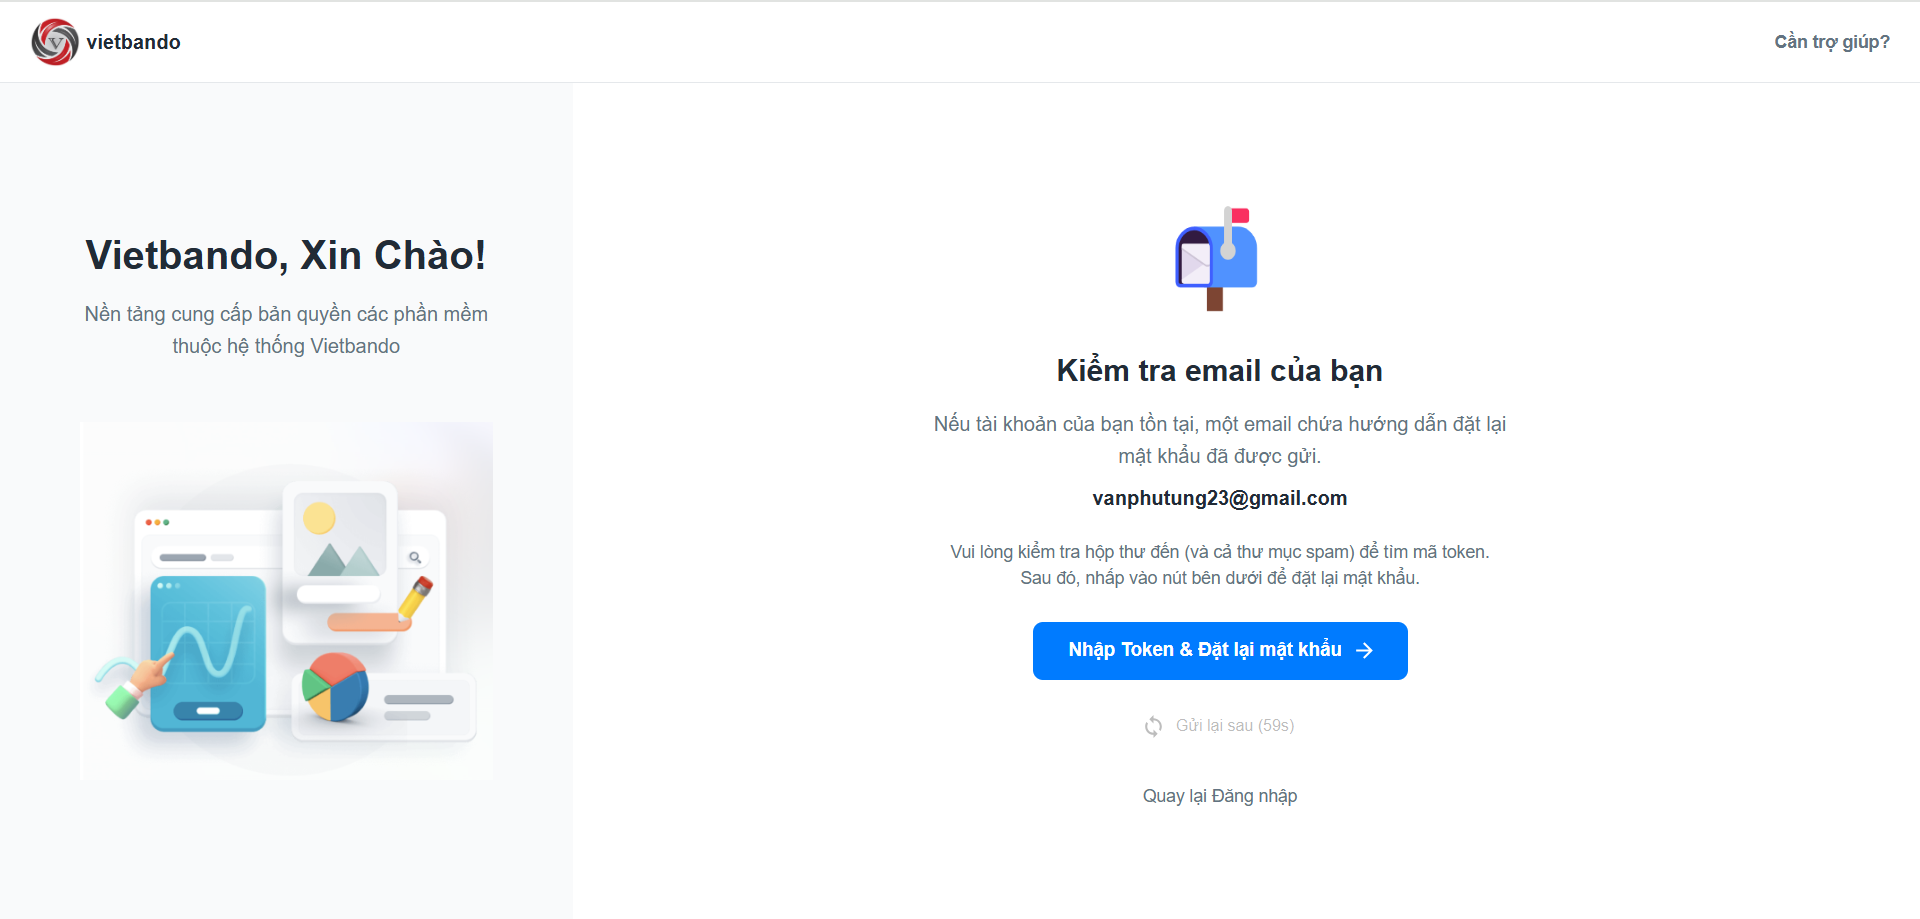 vietbando
Cần trợ giúp?
Vietbando, Xin Chào!
Nền tảng cung cấp bản quyền các phần mềm
thuộc hệ thống Vietbando
Kiểm tra email của bạn
Nếu tài khoản của bạn tồn tại, một email chứa hướng dẫn đặt lại
mật khẩu đã được gửi.
vanphutung23@gmail.com
Vui lòng kiểm tra hộp thư đến (và cả thư mục spam) để tìm mã token.
Sau đó, nhấp vào nút bên dưới để đặt lại mật khẩu.
Nhập Token & Đặt lại mật khẩu
Gửi lại sau (59s)
Quay lại Đăng nhập